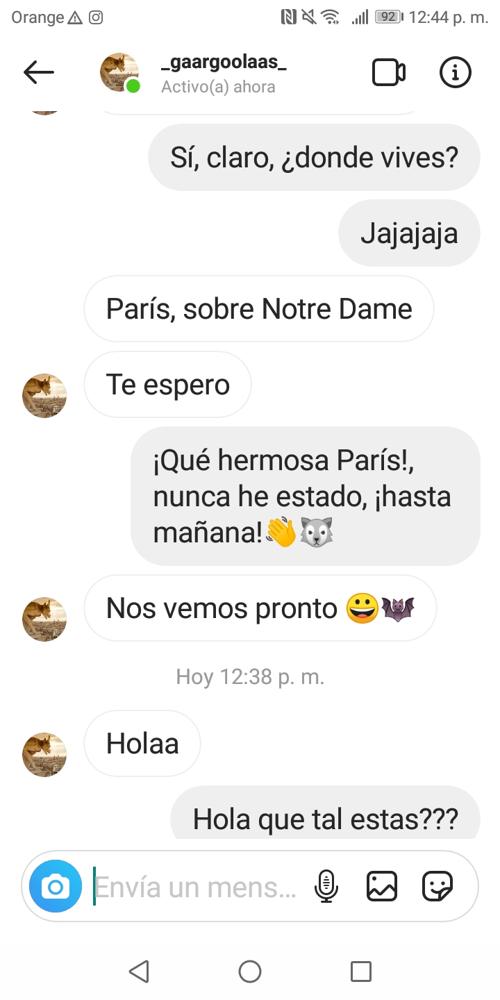 Orange 92 12:44 p. m.
_gaargoolaas_
Activo(a) ahora
Sí, claro, ¿donde vives?
Jajajaja
París, sobre Notre Dame
Te espero
¡Qué hermosa París!,
nunca he estado, ¡hasta
mañana!👋🐺
Nos vemos pronto 😀🦇
Hoy 12:38 p. m.
Holaa
Hola que tal estas???
Envía un mens...